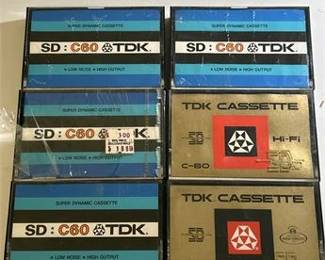 SUPER DYNAMIC CASSETTE
SD: C60 TDK
• LOW NOISE • HIGH OUTPUT
SUPER DYNAMIC CASSETTE
SD: C60 TDK
• LOW NOISE • HIGH OUTPUT
SUPER DYNAMIC CASSETTE
SD: C60 TDK
• LOW NOISE • HIGH OUTPUT
TDK CASSETTE
SD
Hi-Fi
C-60
SUPER DYNAMIC CASSETTE
SD: C60 TDK
• LOW NOISE • HIGH OUTPUT
TDK CASSETTE
SD